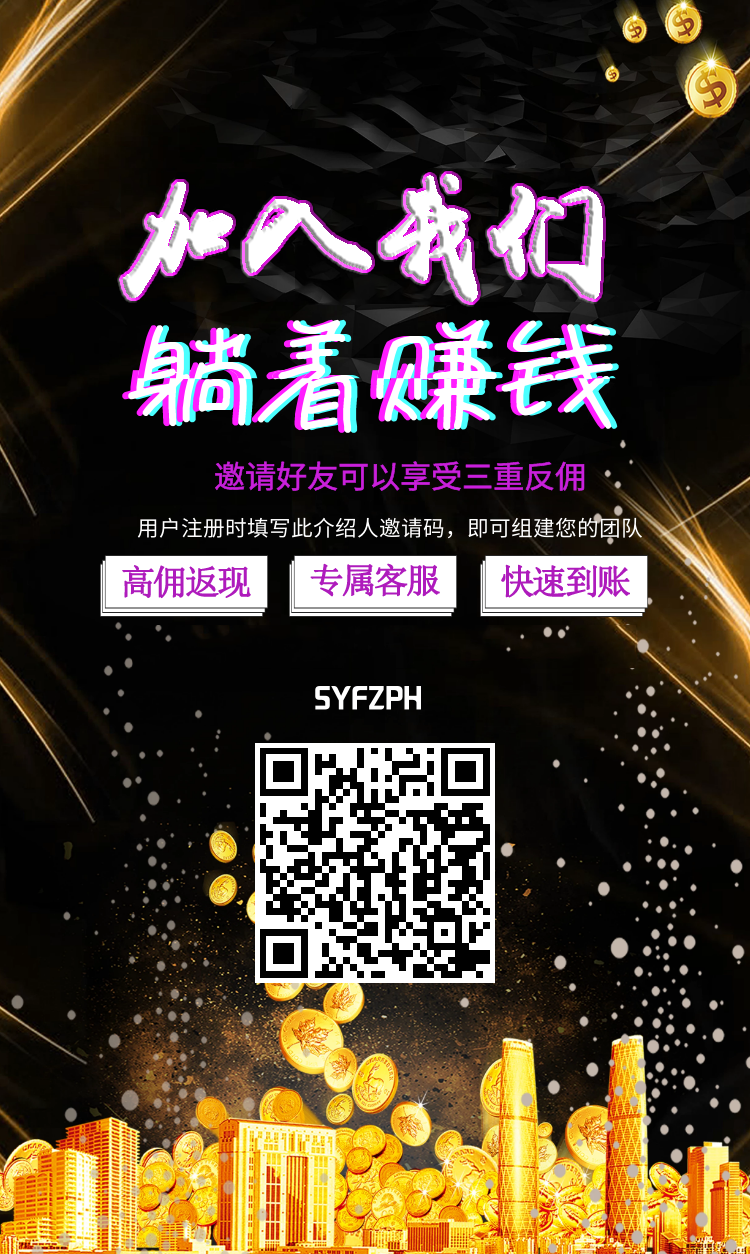 加入我们
躺着赚钱
邀请好友可以享受三重反佣
用户注册时填写此介绍人邀请码，即可组建您的团队
高佣返现 专属客服 快速到账
SYFZPH